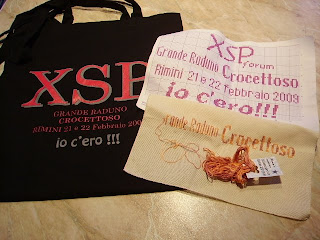 XSP
GRANDE RADUNO
CROCETTOSO
RIMINI 21 e 22 Febbraio 2009
io c'ero !!!
XSP forum
Grande Raduno Crocettoso
Rimini 21 e 22 febbraio 2009
io c'ero!!!
Grande Raduno Crocettoso